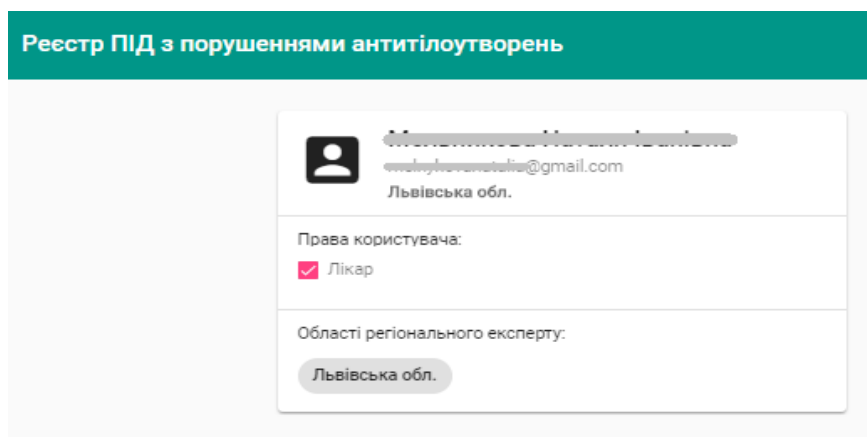 Реєстр ПІД з порушеннями антитілоутворень
@gmail.com
Львівська обл.
Права користувача:
Лікар
Області регіонального експерту:
Львівська обл.